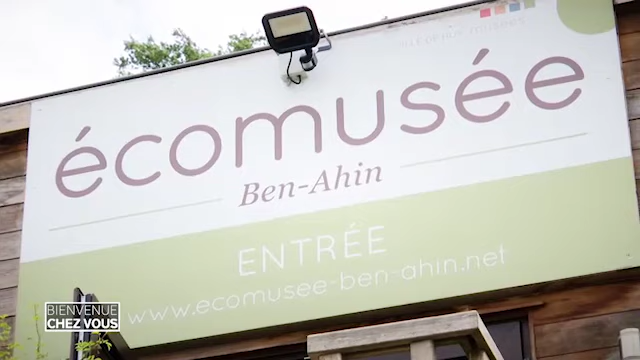 écomusée
Ben-Ahin
ENTRÉE
www.ecomusee-ben-ahin.net
BIENVENUE
CHEZ VOUS